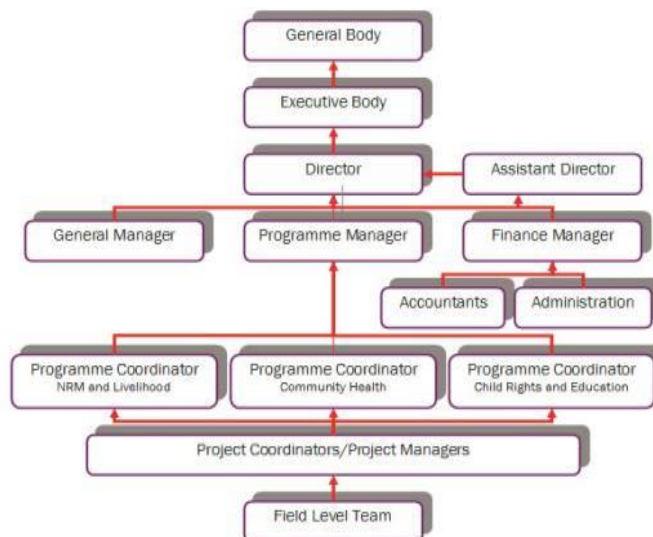 General Body
Executive Body
Director
Assistant Director
General Manager
Programme Manager
Finance Manager
Accountants
Administration
Programme Coordinator
NRM and Livelihood
Programme Coordinator
Community Health
Programme Coordinator
Child Rights and Education
Project Coordinators/Project Managers
Field Level Team